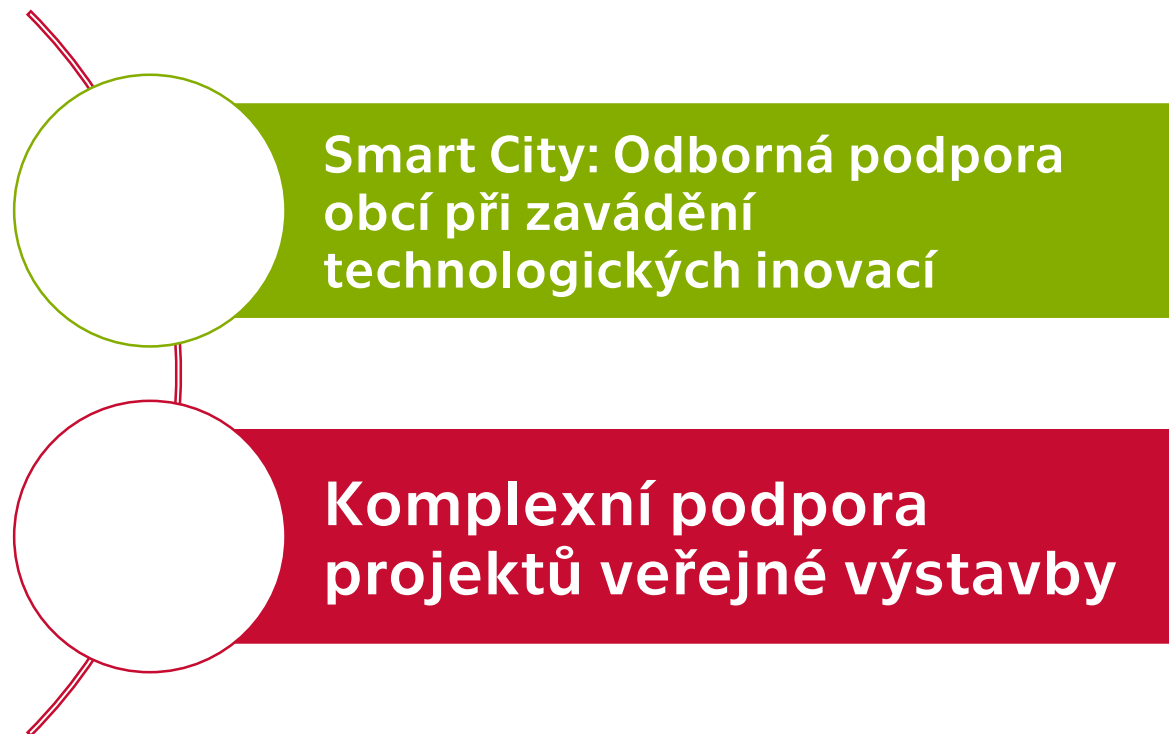 Smart City: Odborná podpora
obcí při zavádění
technologických inovací
Komplexní podpora
projektů veřejné výstavby